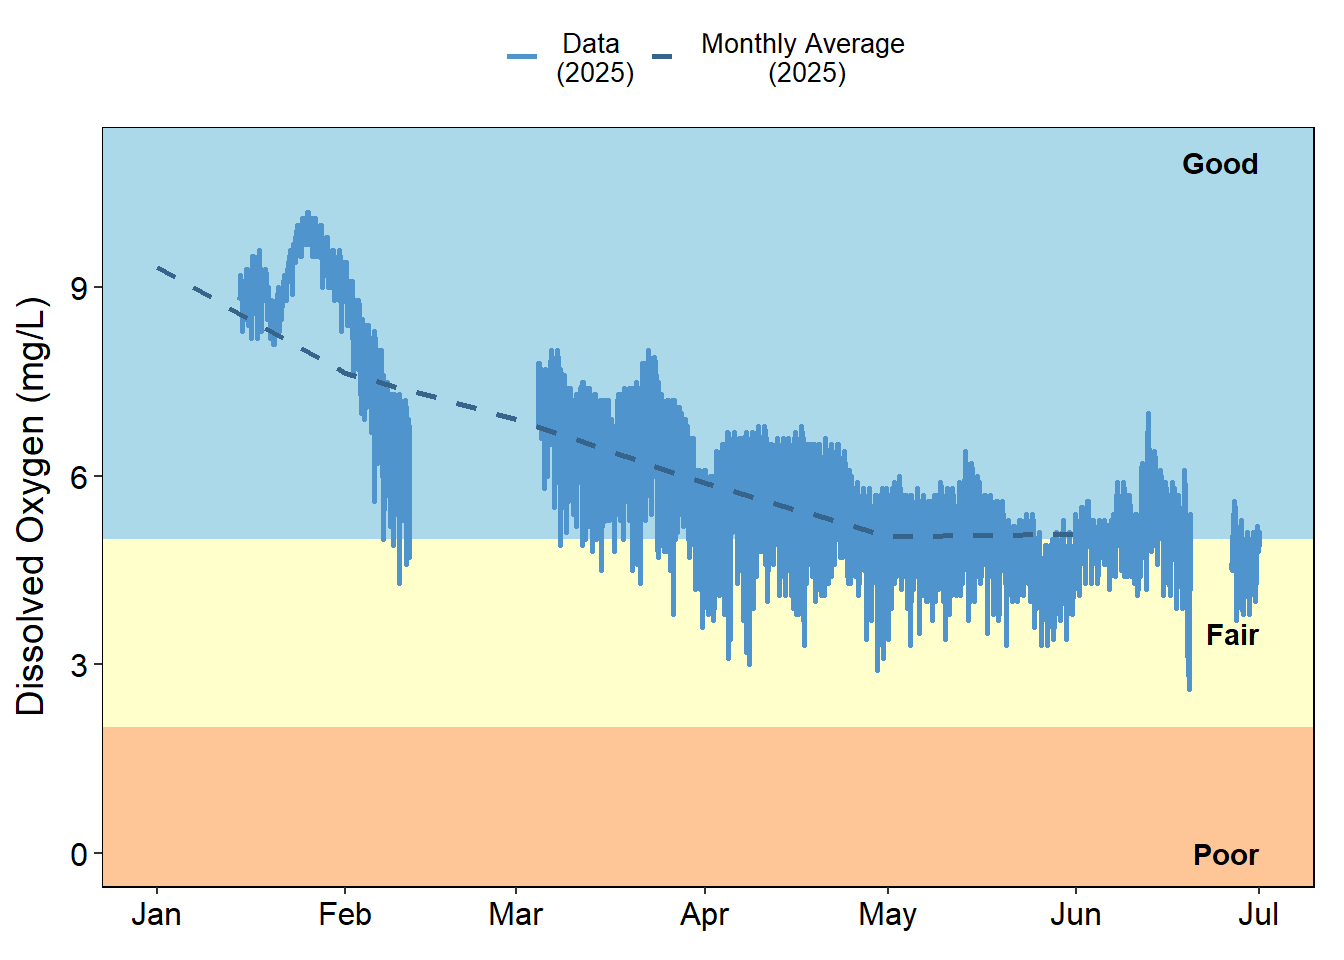 Data
(2025)
Monthly Average
(2025)
Good
Fair
Poor
Dissolved Oxygen (mg/L)
9
6
3
0
Jan Feb Mar Apr May Jun Jul